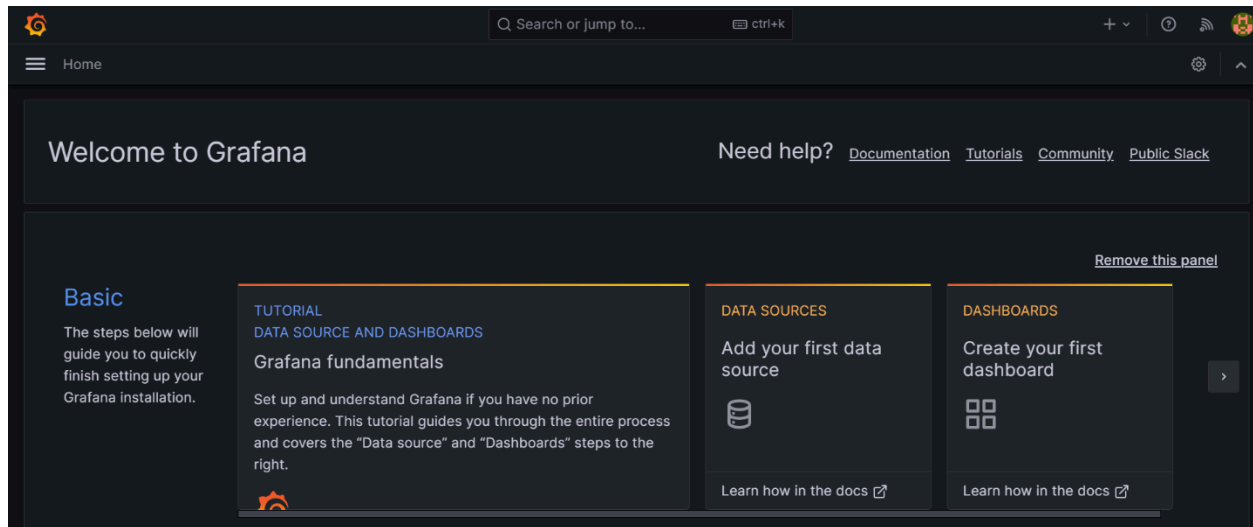 Search or jump to... ctrl+k
Home
Welcome to Grafana
Need help? Documentation Tutorials Community Public Slack
Remove this panel
Basic
The steps below will
guide you to quickly
finish setting up your
Grafana installation.
TUTORIAL
DATA SOURCE AND DASHBOARDS
Grafana fundamentals
Set up and understand Grafana if you have no prior
experience. This tutorial guides you through the entire process
and covers the “Data source” and “Dashboards” steps to the
right.
DATA SOURCES
Add your first data
source
Learn how in the docs
DASHBOARDS
Create your first
dashboard
Learn how in the docs